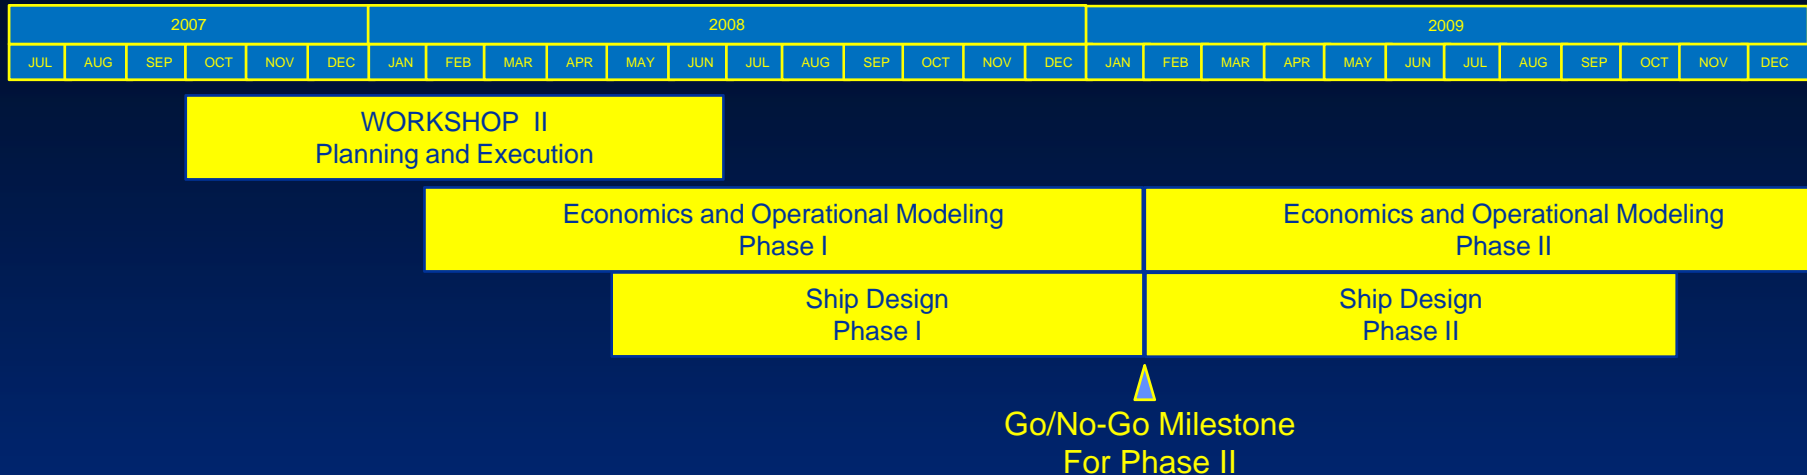 2007 2008 2009
JUL AUG SEP OCT NOV DEC JAN FEB MAR APR MAY JUN JUL AUG SEP OCT NOV DEC JAN FEB MAR APR MAY JUN JUL AUG SEP OCT NOV DEC
WORKSHOP II
Planning and Execution
Economics and Operational Modeling
Phase I
Economics and Operational Modeling
Phase II
Ship Design
Phase I
Ship Design
Phase II
Go/No-Go Milestone
For Phase II